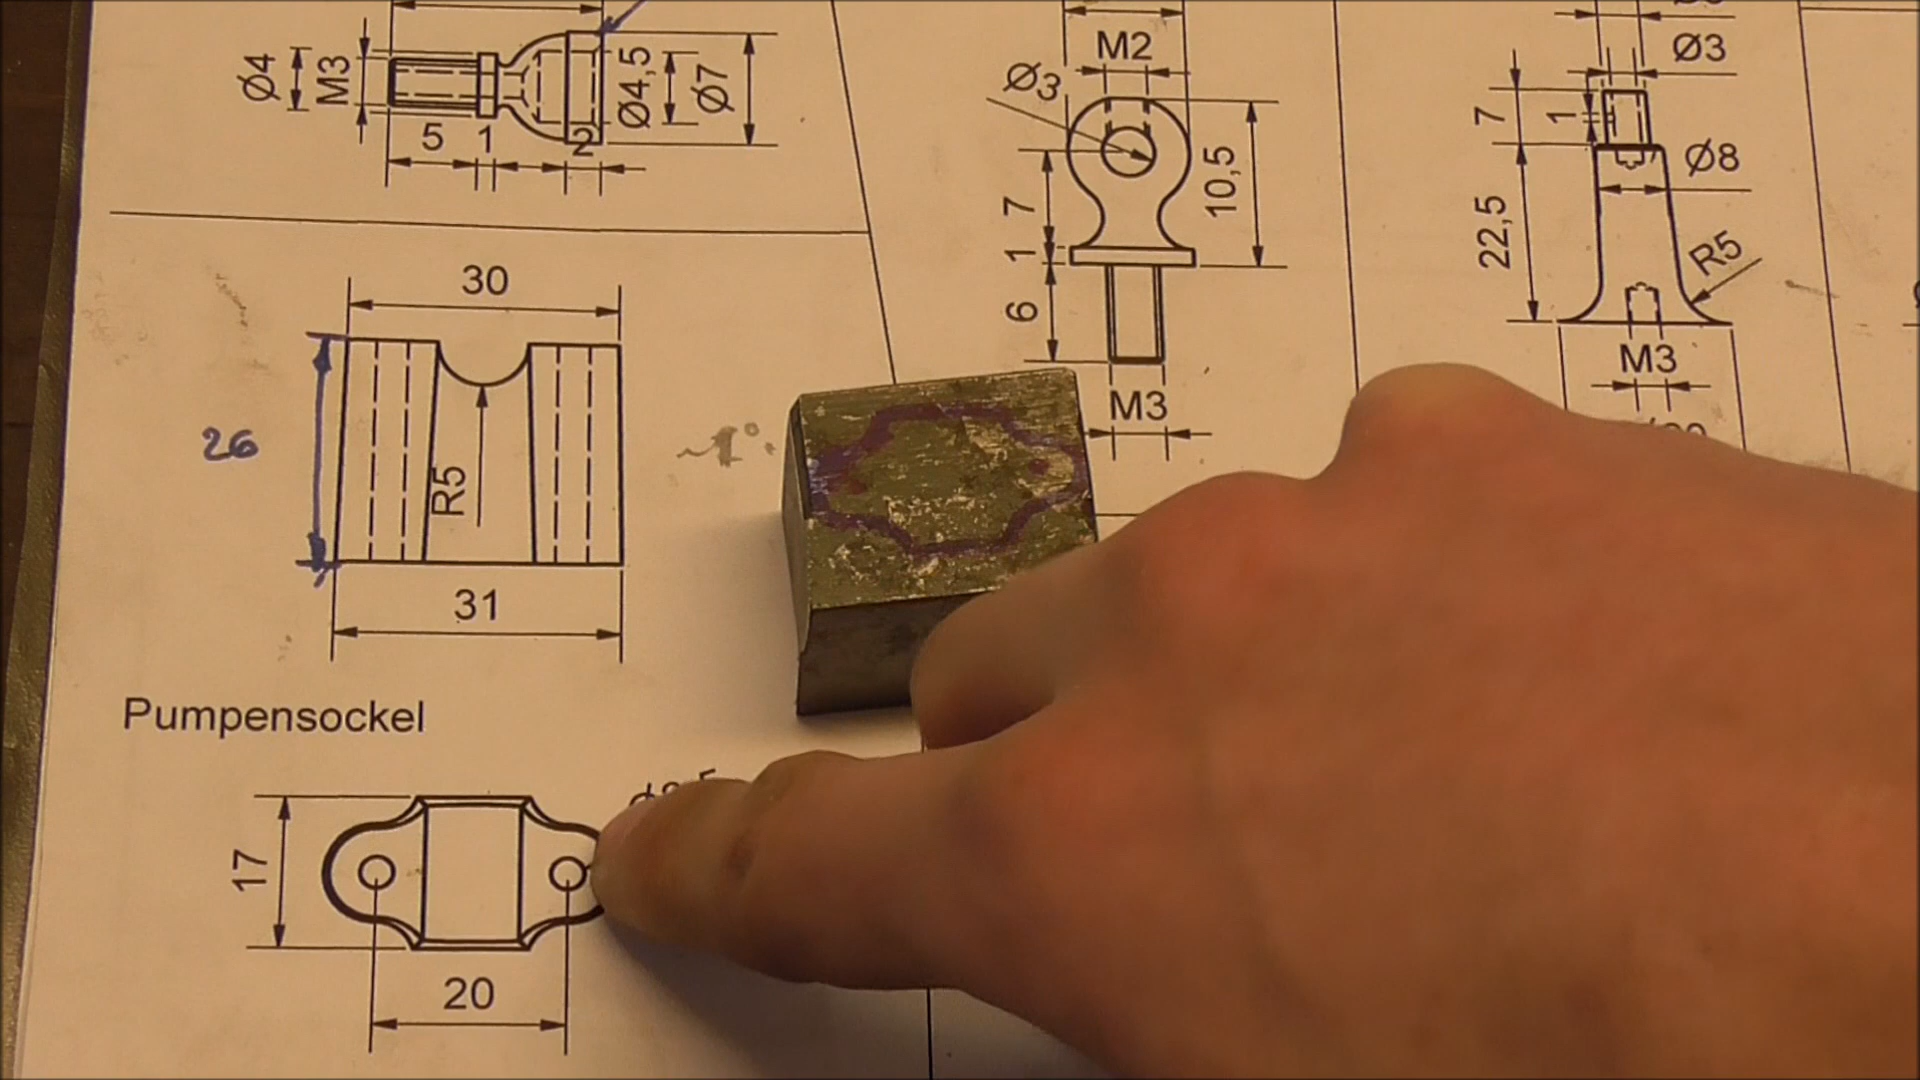 Ø4
M3
5
1
2
Ø4,5
Ø7
M2
Ø3
7
1
6
10,5
M3
Ø3
7
1
Ø8
22,5
R5
M3
30
26
R5
1°
31
Pumpensockel
17
20